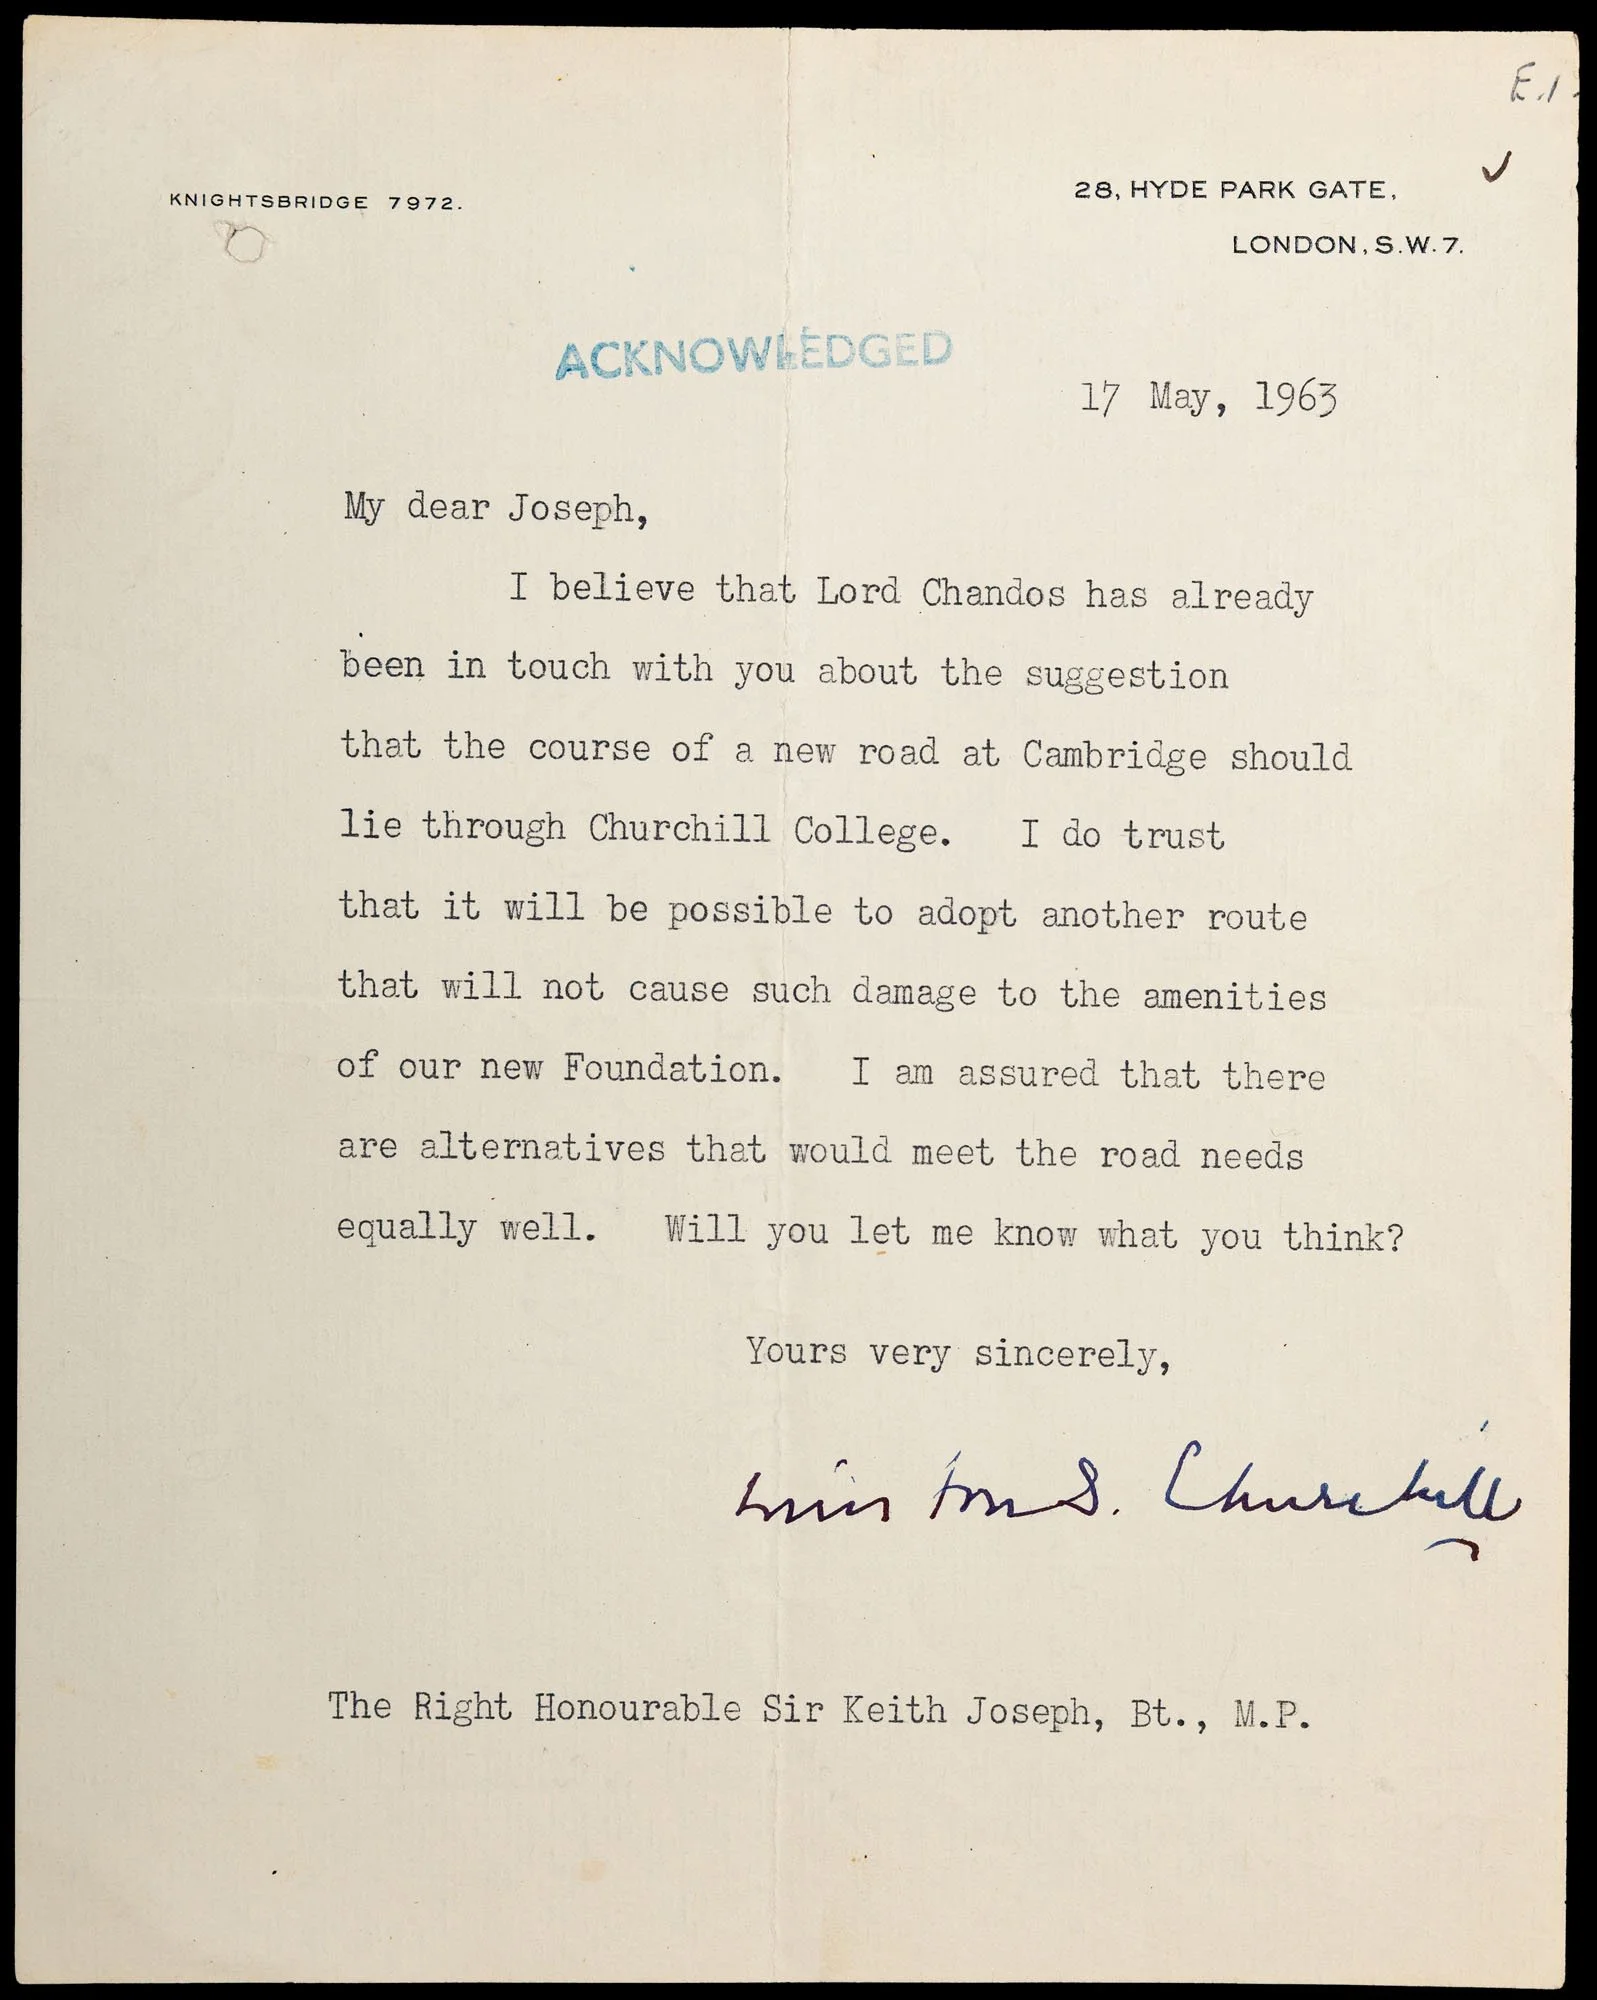 E.1.
KNIGHTSBRIDGE 7972.
28, HYDE PARK GATE,
LONDON, S.W.7.
ACKNOWLEDGED
17 May, 1963
My dear Joseph,
I believe that Lord Chandos has already
been in touch with you about the suggestion
that the course of a new road at Cambridge should
lie through Churchill College. I do trust
that it will be possible to adopt another route
that will not cause such damage to the amenities
of our new Foundation. I am assured that there
are alternatives that would meet the road needs
equally well. Will you let me know what you think?
Yours very sincerely,
Winston S. Churchill
The Right Honourable Sir Keith Joseph, Bt., M.P.